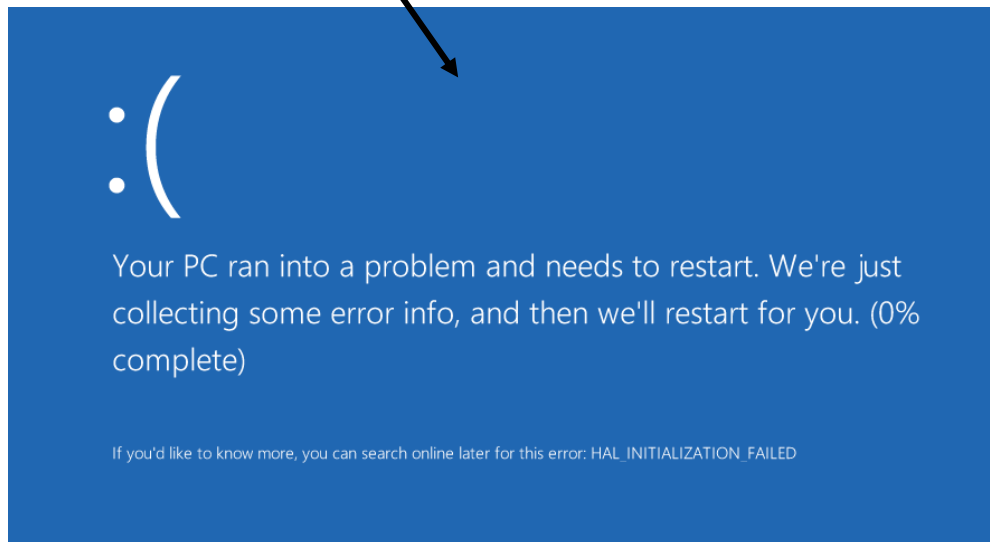 :(
Your PC ran into a problem and needs to restart. We're just
collecting some error info, and then we'll restart for you. (0%
complete)
If you'd like to know more, you can search online later for this error: HAL_INITIALIZATION_FAILED